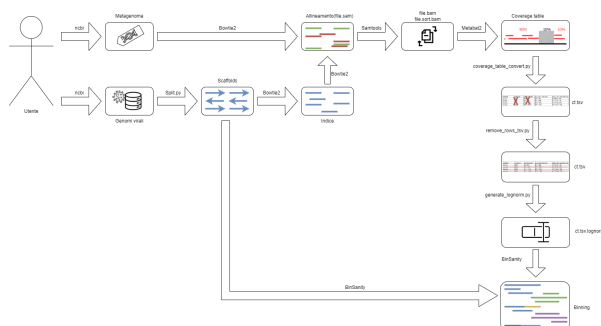 ncbi
Metagenoma
Bowtie2
Allineamento(file.sam)
Samtools
file.bam
file.sort.bam
Metabat2
Coverage table
coverage_table_convert.py
Utente
ncbi
Genomi virali
Split.py
Scaffolds
Bowtie2
Indice
Bowtie2
ct.tsv
remove_rows_tsv.py
ct.tsv
generate_lognorm.py
ct.tsv.lognorm
BinSanity
BinSanity
Binning